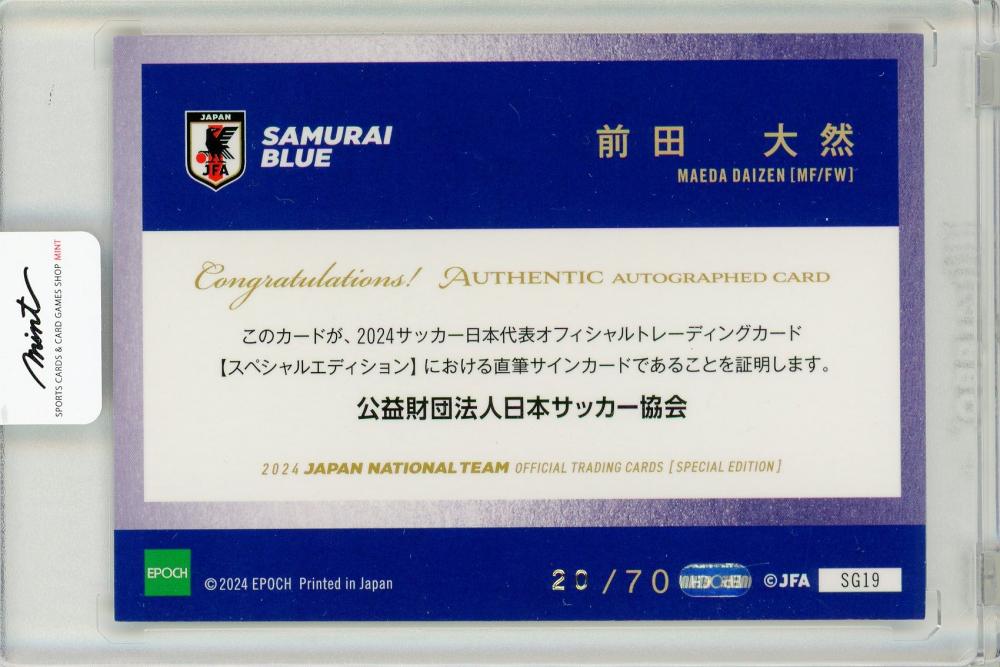 JAPAN
JFA
SAMURAI
BLUE
前田 大然
MAEDA DAIZEN [MF/FW]
Congratulations! AUTHENTIC AUTOGRAPHED CARD
このカードが、2024サッカー日本代表オフィシャルトレーディングカード
【スペシャルエディション】における直筆サインカードであることを証明します。
公益財団法人日本サッカー協会
2024 JAPAN NATIONAL TEAM OFFICIAL TRADING CARDS [SPECIAL EDITION]
EPOCH
©2024 EPOCH Printed in Japan
20/70
EPOCH
©JFA
SG19
mint
SPORTS CARDS & CARD GAMES SHOP MINT